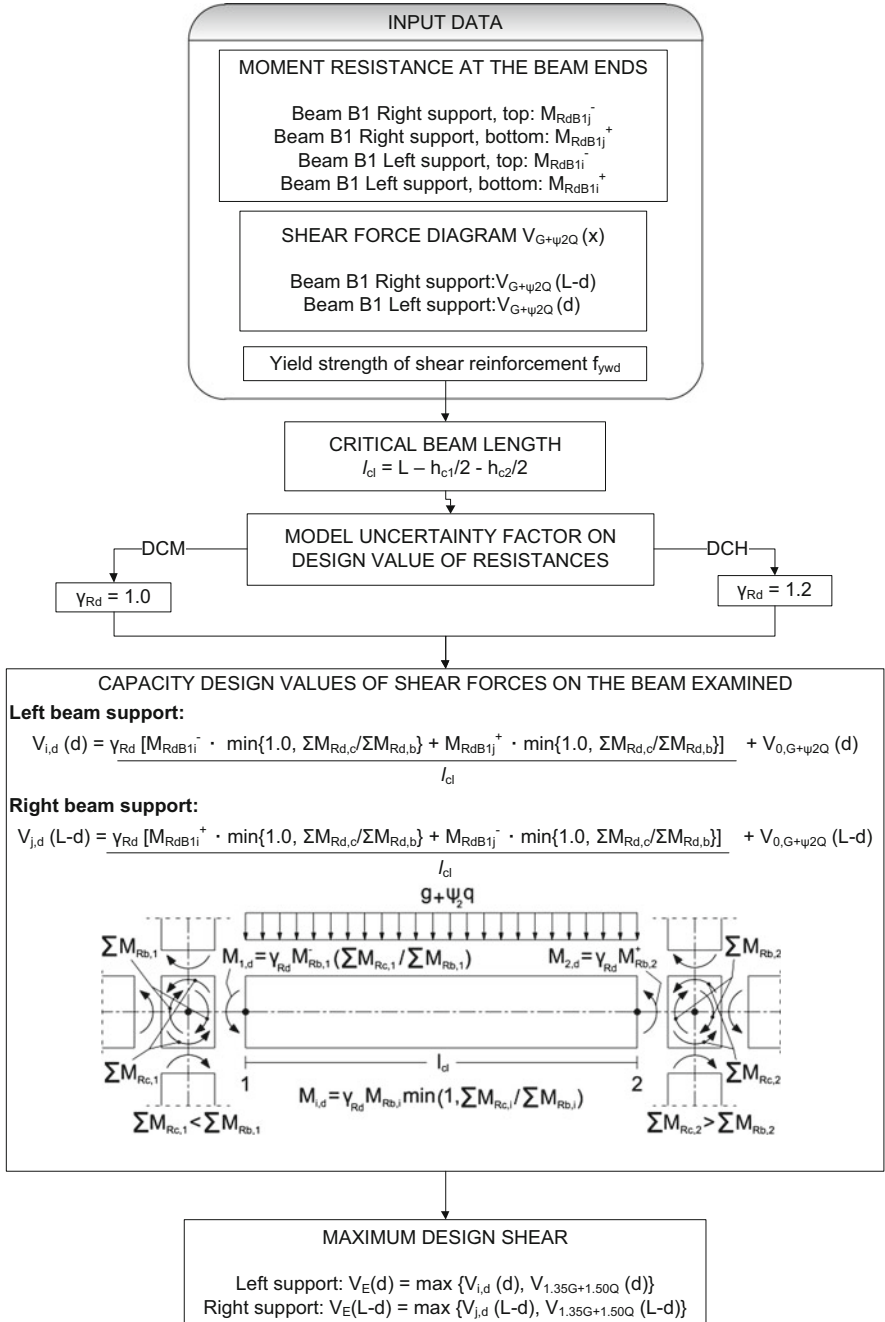 INPUT DATA
MOMENT RESISTANCE AT THE BEAM ENDS
Beam B1 Right support, top: M_RdB1j^-
Beam B1 Right support, bottom: M_RdB1j^+
Beam B1 Left support, top: M_RdB1i^-
Beam B1 Left support, bottom: M_RdB1i^+
SHEAR FORCE DIAGRAM V_G+ψ2Q (x)
Beam B1 Right support:V_G+ψ2Q (L-d)
Beam B1 Left support:V_G+ψ2Q (d)
Yield strength of shear reinforcement f_ywd
CRITICAL BEAM LENGTH
l_cl = L – h_c1/2 - h_c2/2
MODEL UNCERTAINTY FACTOR ON
DESIGN VALUE OF RESISTANCES
DCM
DCH
γ_Rd = 1.0
γ_Rd = 1.2
CAPACITY DESIGN VALUES OF SHEAR FORCES ON THE BEAM EXAMINED
Left beam support:
V_i,d (d) = γ_Rd [M_RdB1i^- · min{1.0, ΣM_Rd,c/ΣM_Rd,b} + M_RdB1j^+ · min{1.0, ΣM_Rd,c/ΣM_Rd,b}] + V_0,G+ψ2Q (d)
l_cl
Right beam support:
V_j,d (L-d) = γ_Rd [M_RdB1i^+ · min{1.0, ΣM_Rd,c/ΣM_Rd,b} + M_RdB1j^- · min{1.0, ΣM_Rd,c/ΣM_Rd,b}] + V_0,G+ψ2Q (L-d)
l_cl
g+ψ_2q
ΣM_Rb,1
M_1,d=γ_Rd M_Rb,1^-(ΣM_Rc,1/ΣM_Rb,1)
M_2,d=γ_Rd M_Rb,2^+
ΣM_Rb,2
ΣM_Rc,1
1
l_cl
2
ΣM_Rc,2
M_i,d=γ_Rd M_Rb,i min(1,ΣM_Rc,i/ΣM_Rb,i)
ΣM_Rc,1<ΣM_Rb,1
ΣM_Rc,2>ΣM_Rb,2
MAXIMUM DESIGN SHEAR
Left support: V_E(d) = max {V_i,d (d), V_1.35G+1.50Q (d)}
Right support: V_E(L-d) = max {V_j,d (L-d), V_1.35G+1.50Q (L-d)}